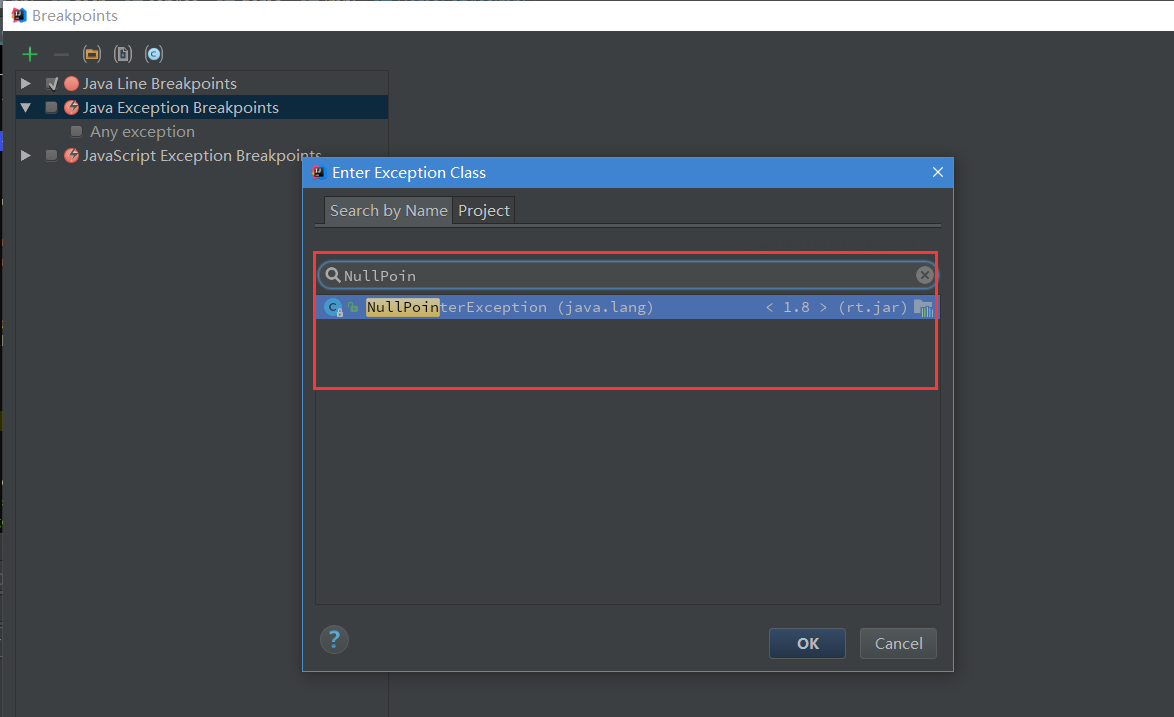 Breakpoints
Java Line Breakpoints
Java Exception Breakpoints
Any exception
JavaScript Exception Breakpoints
Enter Exception Class
Search by Name Project
NullPoin
NullPointerException (java.lang) < 1.8 > (rt.jar)
? OK Cancel